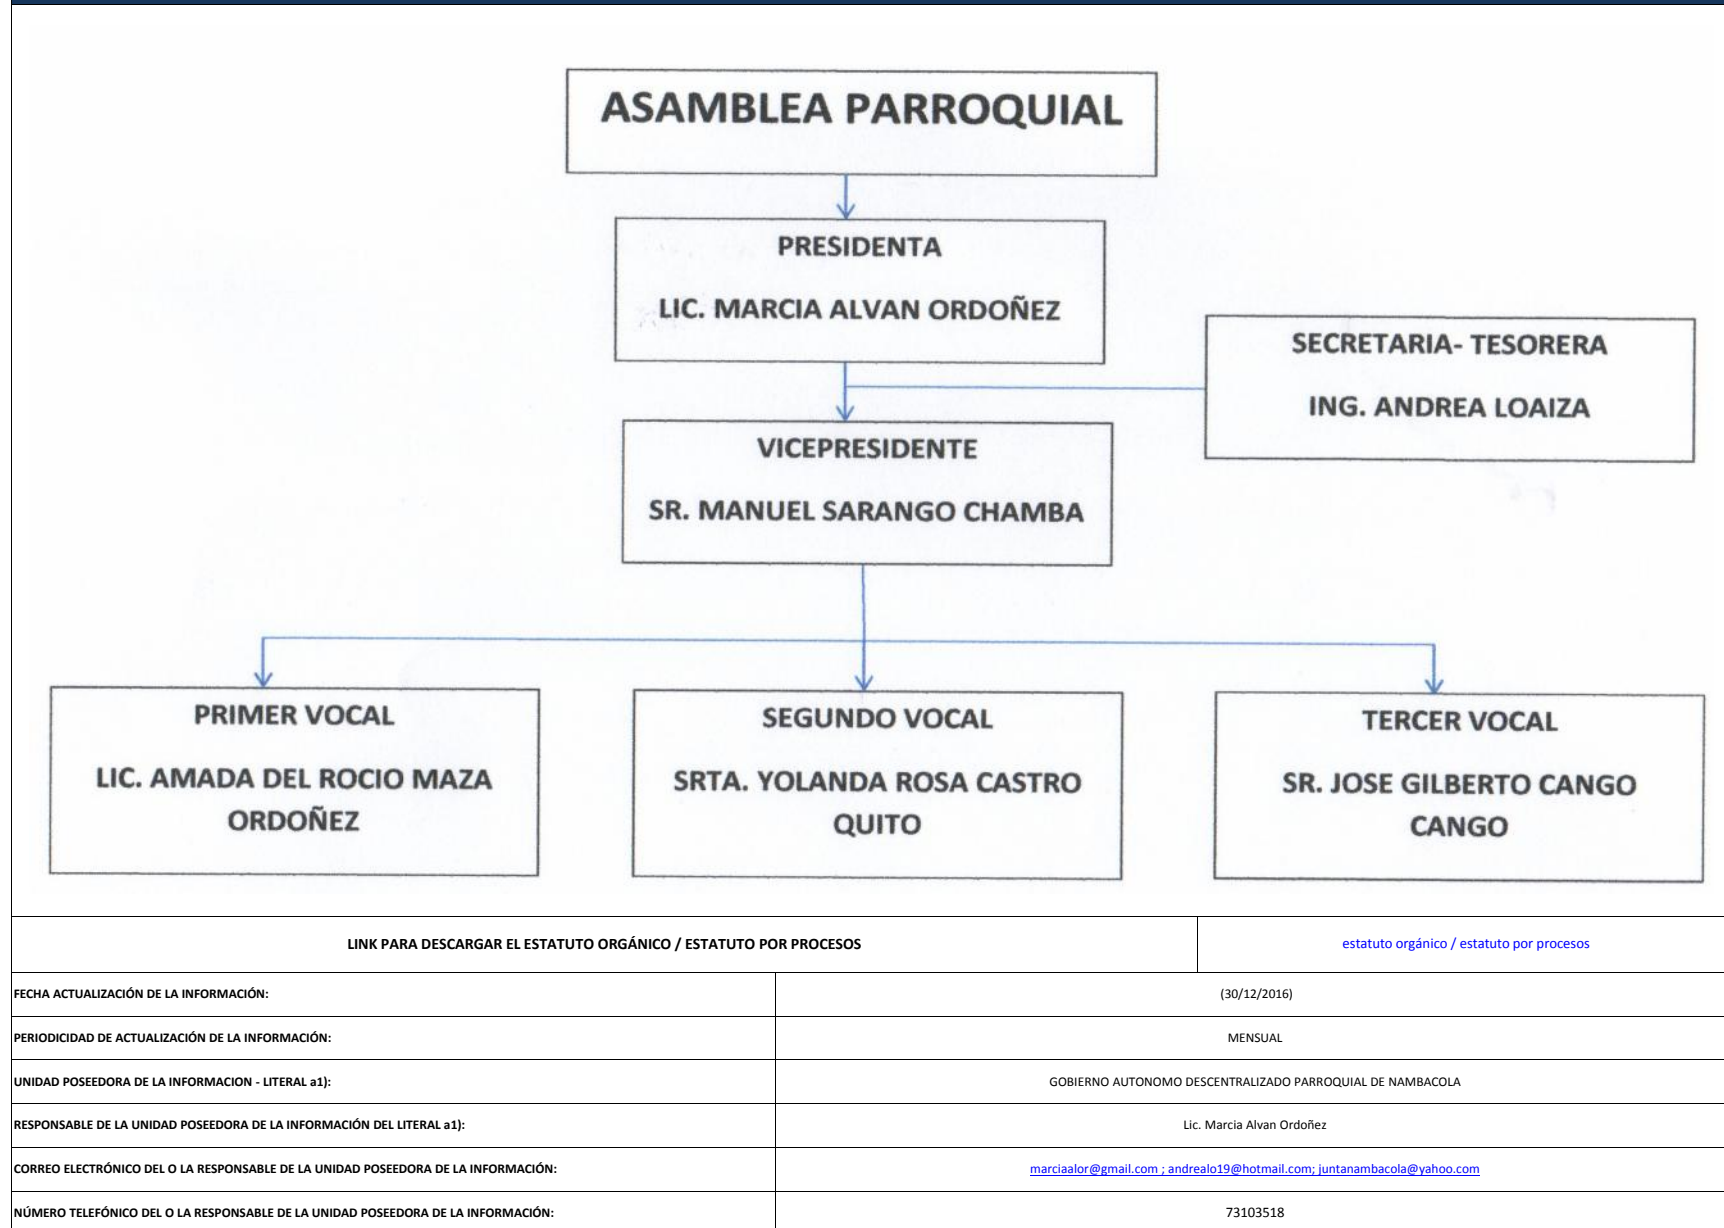 ASAMBLEA PARROQUIAL
PRESIDENTA
LIC. MARCIA ALVAN ORDOÑEZ
SECRETARIA- TESORERA
ING. ANDREA LOAIZA
VICEPRESIDENTE
SR. MANUEL SARANGO CHAMBA
PRIMER VOCAL
LIC. AMADA DEL ROCIO MAZA
ORDOÑEZ
SEGUNDO VOCAL
SRTA. YOLANDA ROSA CASTRO
QUITO
TERCER VOCAL
SR. JOSE GILBERTO CANGO
CANGO
LINK PARA DESCARGAR EL ESTATUTO ORGÁNICO / ESTATUTO POR PROCESOS
estatuto orgánico / estatuto por procesos
FECHA ACTUALIZACIÓN DE LA INFORMACIÓN:
(30/12/2016)
PERIODICIDAD DE ACTUALIZACIÓN DE LA INFORMACIÓN:
MENSUAL
UNIDAD POSEEDORA DE LA INFORMACION - LITERAL a1):
GOBIERNO AUTONOMO DESCENTRALIZADO PARROQUIAL DE NAMBACOLA
RESPONSABLE DE LA UNIDAD POSEEDORA DE LA INFORMACIÓN DEL LITERAL a1):
Lic. Marcia Alvan Ordoñez
CORREO ELECTRÓNICO DEL O LA RESPONSABLE DE LA UNIDAD POSEEDORA DE LA INFORMACIÓN:
marciaalor@gmail.com ; andrealo19@hotmail.com; juntanambacola@yahoo.com
NÚMERO TELEFÓNICO DEL O LA RESPONSABLE DE LA UNIDAD POSEEDORA DE LA INFORMACIÓN:
73103518